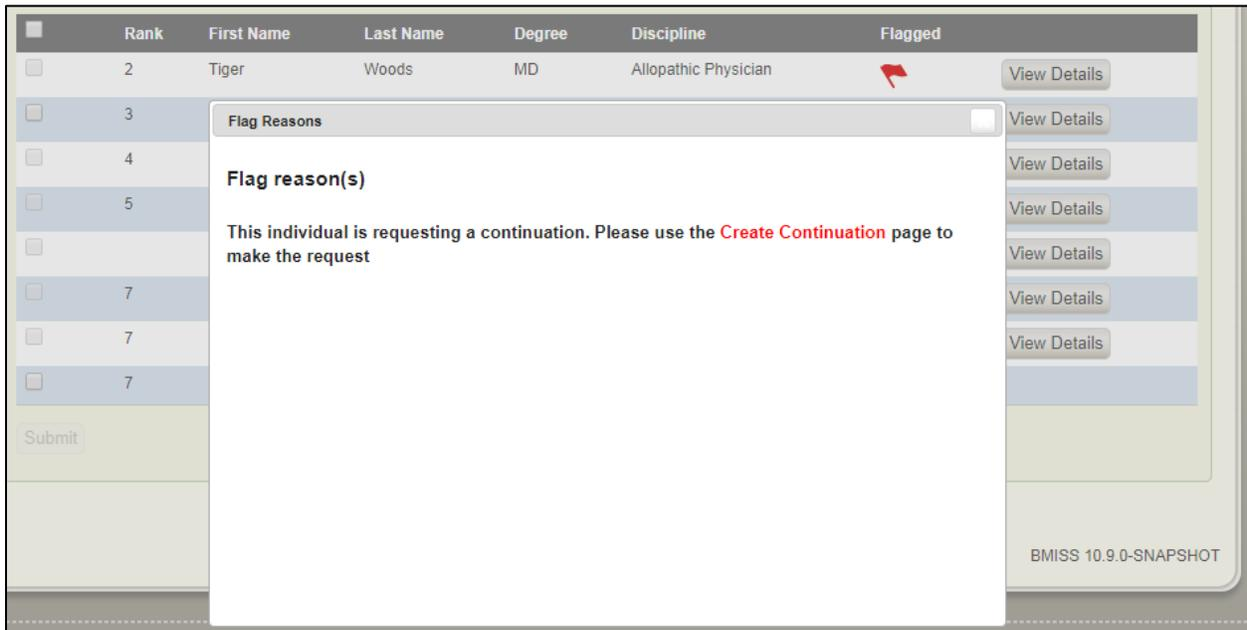 Rank First Name Last Name Degree Discipline Flagged
2 Tiger Woods MD Allopathic Physician View Details
3 View Details
Flag Reasons
4 View Details
Flag reason(s)
5 View Details
This individual is requesting a continuation. Please use the Create Continuation page to
make the request
View Details
7 View Details
7 View Details
7
Submit
BMISS 10.9.0-SNAPSHOT